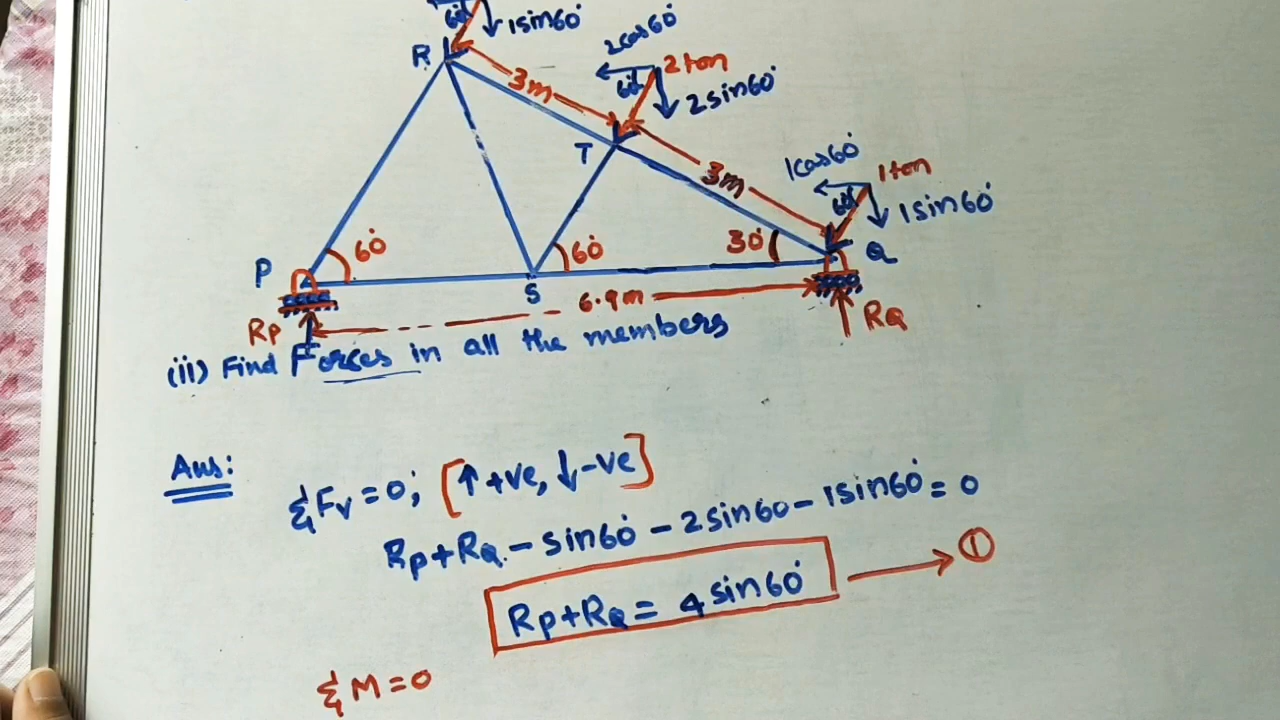 60° 1sin60°
R
2cos60°
60° 2ton
2sin60°
3m
T
1cos60°
60° 1ton
1sin60°
3m
P 60° 60° 30° Q
S
6.9m
Rp RQ
(ii) Find Forces in all the members
Ans:
ΣFv = 0; [↑+ve, ↓-ve]
Rp+RQ - sin60° - 2sin60 - 1sin60° = 0
Rp+RQ = 4sin60° → ①
ΣM=0